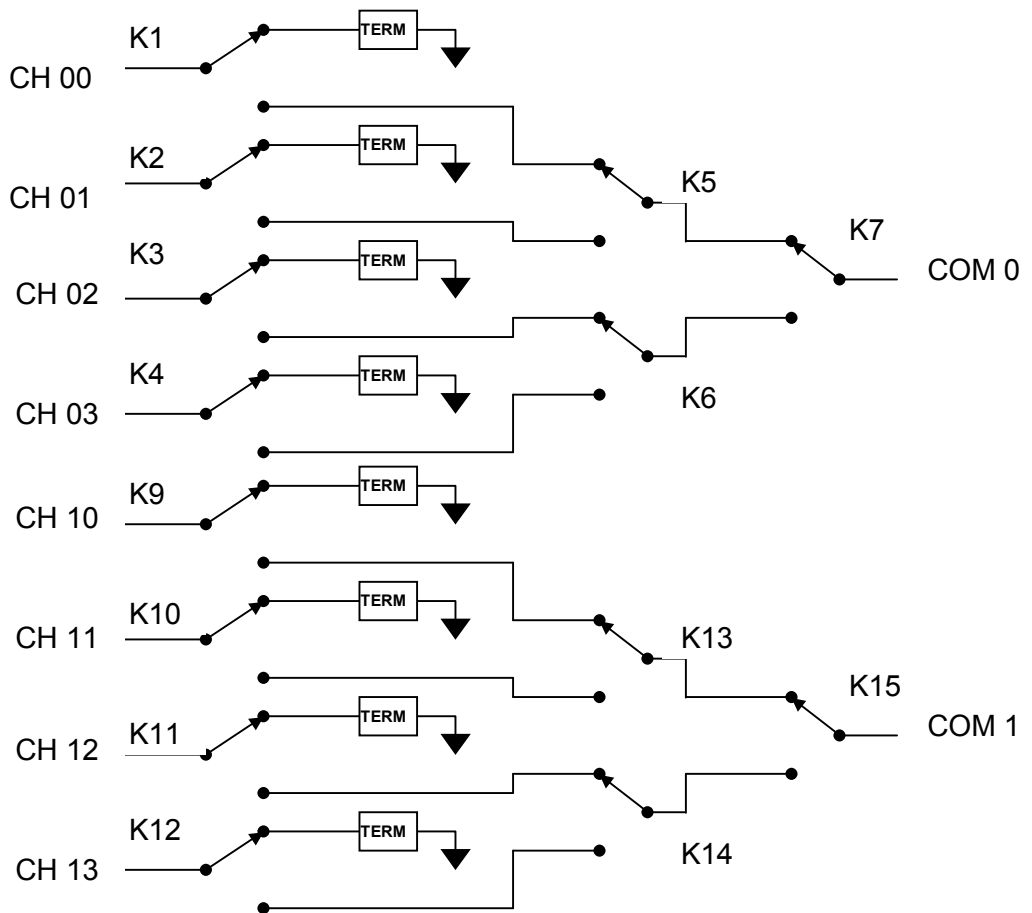 K1
TERM
CH 00
K2
TERM
CH 01
K5
K3
TERM
K7
CH 02
COM 0
K4
TERM
CH 03
K6
K9
TERM
CH 10
K10
TERM
CH 11
K13
K11
TERM
K15
CH 12
COM 1
K12
TERM
CH 13
K14